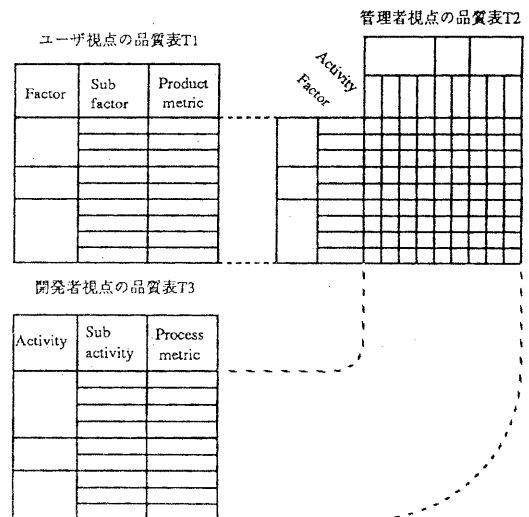 管理者視点の品質表T2
ユーザ視点の品質表T1
Activity
Factor
Factor
Sub
factor
Product
metric
開発者視点の品質表T3
Activity
Sub
activity
Process
metric